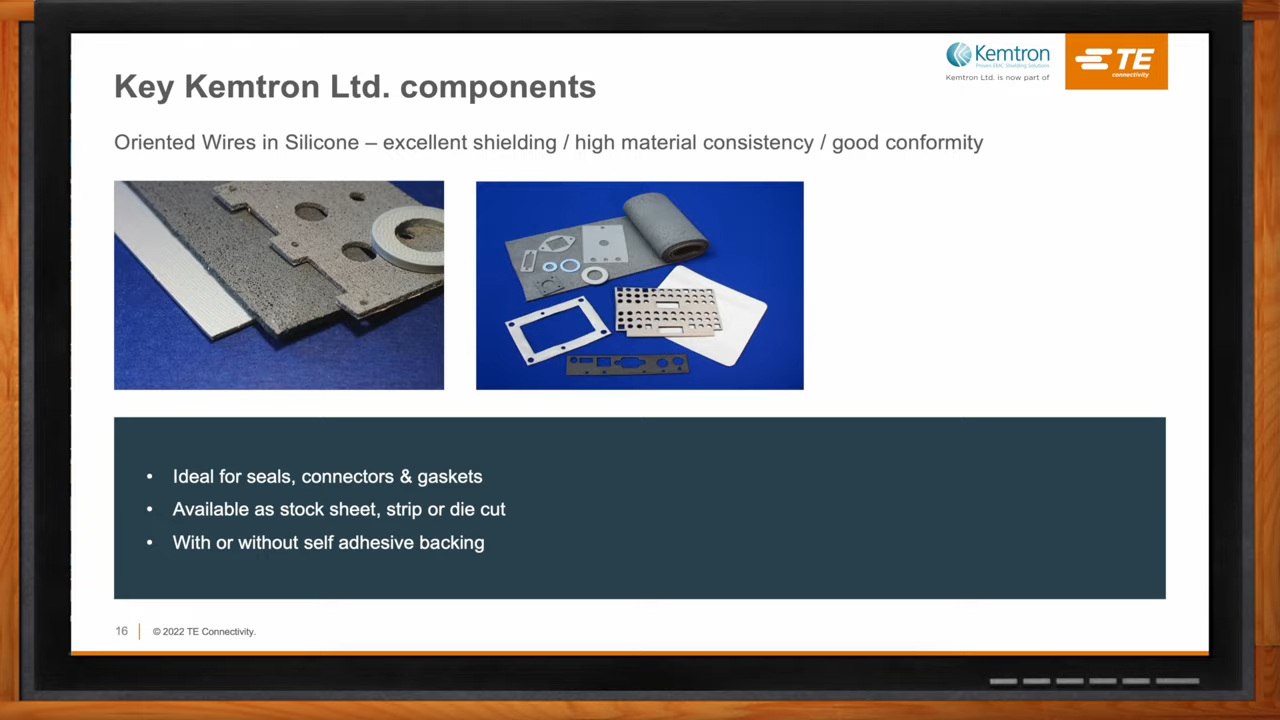 Kemtron
Proven EMC Shielding Solutions
Kemtron Ltd. is now part of
TE
connectivity
Key Kemtron Ltd. components
Oriented Wires in Silicone – excellent shielding / high material consistency / good conformity
• Ideal for seals, connectors & gaskets
• Available as stock sheet, strip or die cut
• With or without self adhesive backing
16
© 2022 TE Connectivity.